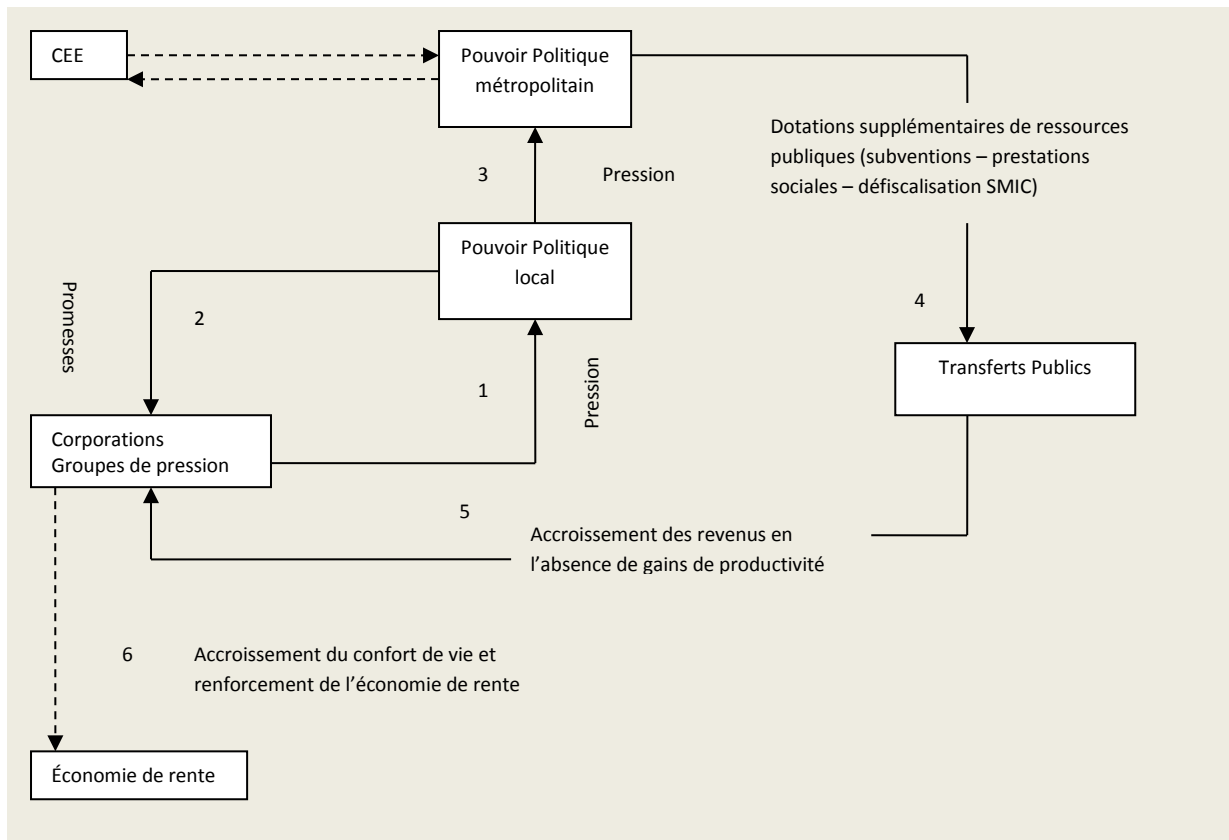 CEE
Pouvoir Politique
métropolitain
Dotations supplémentaires de ressources
publiques (subventions – prestations
sociales – défiscalisation SMIC)
3
Pression
Pouvoir Politique
local
Promesses
2
4
1
Pression
Transferts Publics
Corporations
Groupes de pression
5
Accroissement des revenus en
l’absence de gains de productivité
6
Accroissement du confort de vie et
renforcement de l’économie de rente
Économie de rente